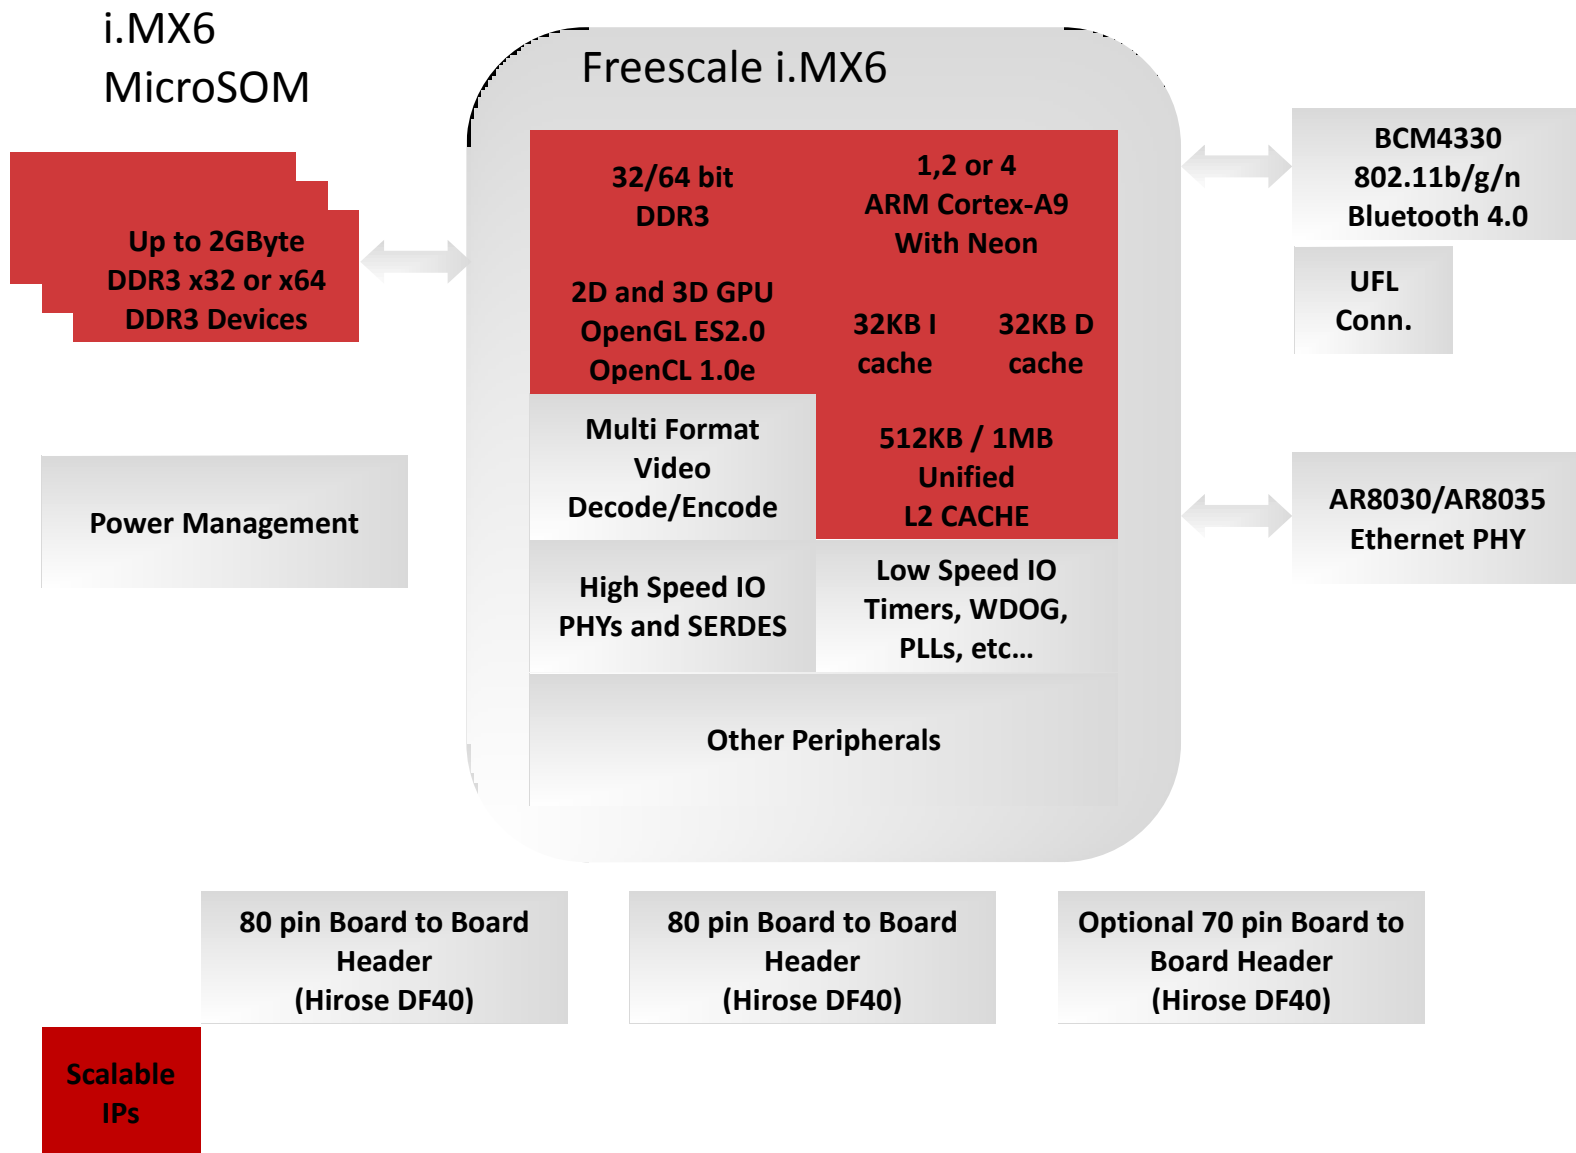 i.MX6
MicroSOM
Freescale i.MX6
Up to 2GByte
DDR3 x32 or x64
DDR3 Devices
32/64 bit
DDR3
1,2 or 4
ARM Cortex-A9
With Neon
2D and 3D GPU
OpenGL ES2.0
OpenCL 1.0e
32KB I
cache
32KB D
cache
Multi Format
Video
Decode/Encode
512KB / 1MB
Unified
L2 CACHE
High Speed IO
PHYs and SERDES
Low Speed IO
Timers, WDOG,
PLLs, etc…
Other Peripherals
BCM4330
802.11b/g/n
Bluetooth 4.0
UFL
Conn.
Power Management
AR8030/AR8035
Ethernet PHY
80 pin Board to Board
Header
(Hirose DF40)
80 pin Board to Board
Header
(Hirose DF40)
Optional 70 pin Board to
Board Header
(Hirose DF40)
Scalable
IPs